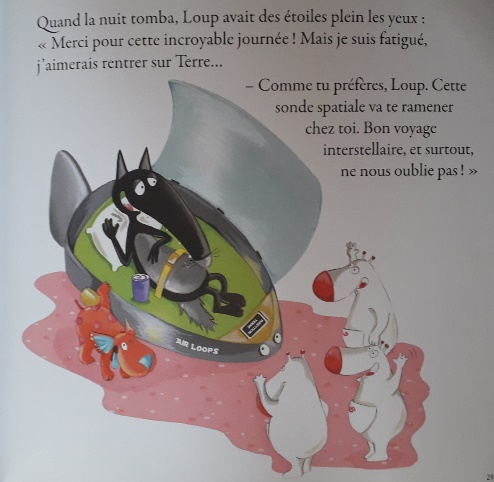 Quand la nuit tomba, Loup avait des étoiles plein les yeux :
« Merci pour cette incroyable journée ! Mais je suis fatigué,
j'aimerais rentrer sur Terre...
– Comme tu préfères, Loup. Cette
sonde spatiale va te ramener
chez toi. Bon voyage
interstellaire, et surtout,
ne nous oublie pas ! »
AIR LOOPS
29